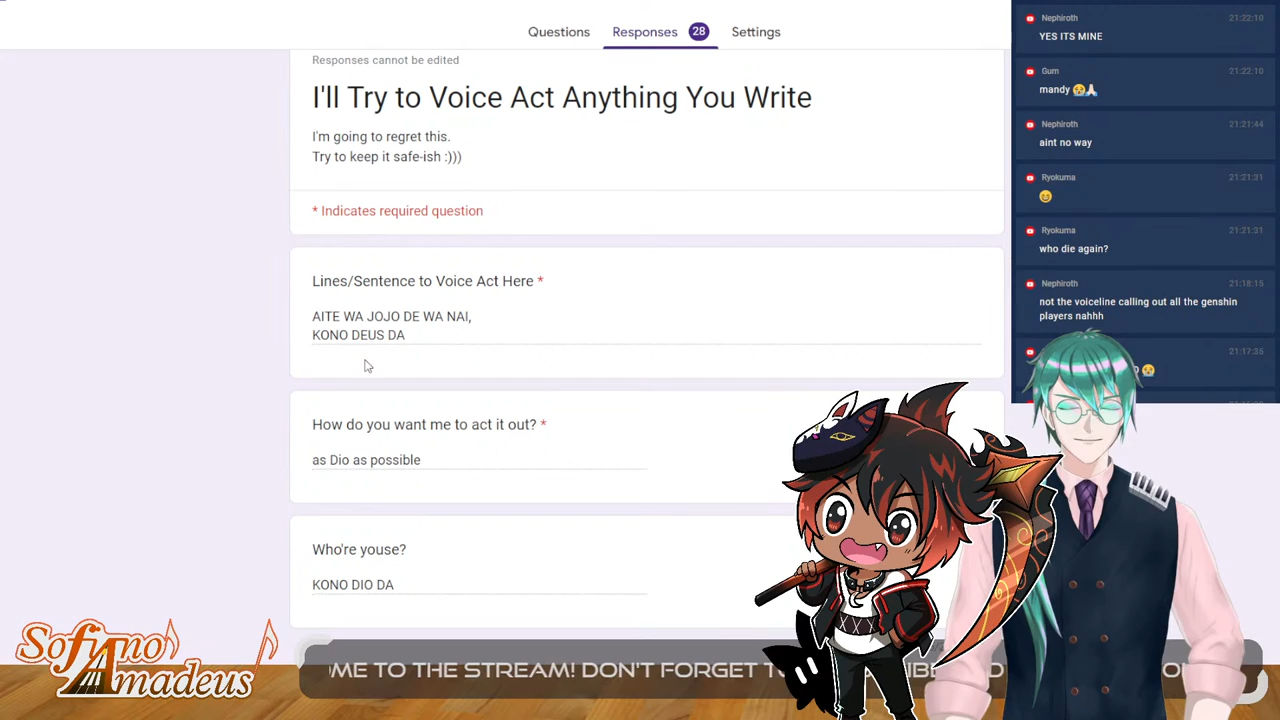 Questions
Responses 28
Settings
Responses cannot be edited
I'll Try to Voice Act Anything You Write
I'm going to regret this.
Try to keep it safe-ish :)))
* Indicates required question
Lines/Sentence to Voice Act Here *
AITE WA JOJO DE WA NAI,
KONO DEUS DA
How do you want me to act it out? *
as Dio as possible
Who're youse?
KONO DIO DA
Nephiroth 21:22:10
YES ITS MINE
Gum 21:22:10
mandy 😭🙏🏻
Nephiroth 21:21:44
aint no way
Ryokuma 21:21:31
😊
Ryokuma 21:21:31
who die again?
Nephiroth 21:18:15
not the voiceline calling out all the genshin
players nahhh
21:17:35
😭
Sofiano
Amadeus
OME TO THE STREAM! DON'T FORGET